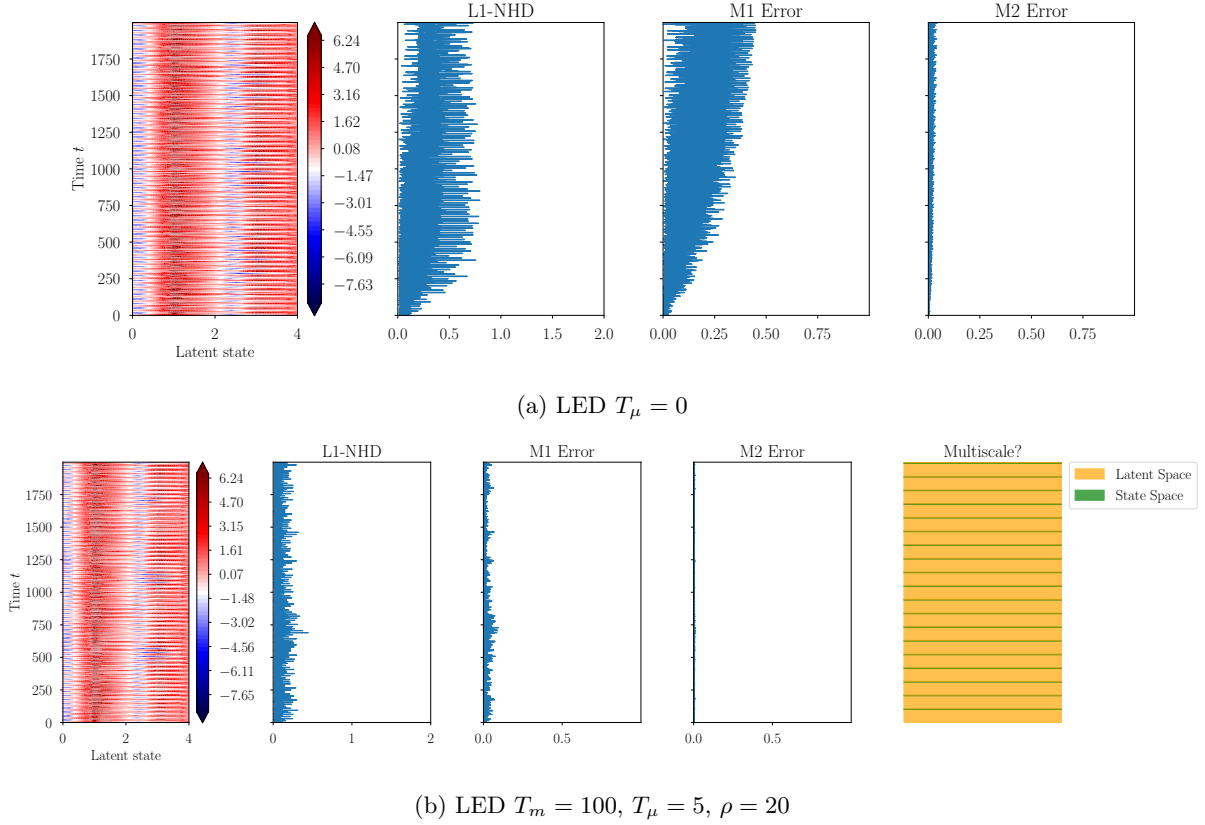 L1-NHD
M1 Error
M2 Error
6.24
4.70
3.16
1.62
0.08
−1.47
−3.01
−4.55
−6.09
−7.63
Time t
1750
1500
1250
1000
750
500
250
0
0 2 4
Latent state
0.0 0.5 1.0 1.5 2.0
0.00 0.25 0.50 0.75
0.00 0.25 0.50 0.75
(a) LED Tμ = 0
L1-NHD
M1 Error
M2 Error
Multiscale?
Latent Space
State Space
6.24
4.70
3.15
1.61
0.07
−1.48
−3.02
−4.56
−6.11
−7.65
Time t
1750
1500
1250
1000
750
500
250
0
0 2 4
Latent state
0 1 2
0.0 0.5
0.0 0.5
(b) LED Tm = 100, Tμ = 5, ρ = 20